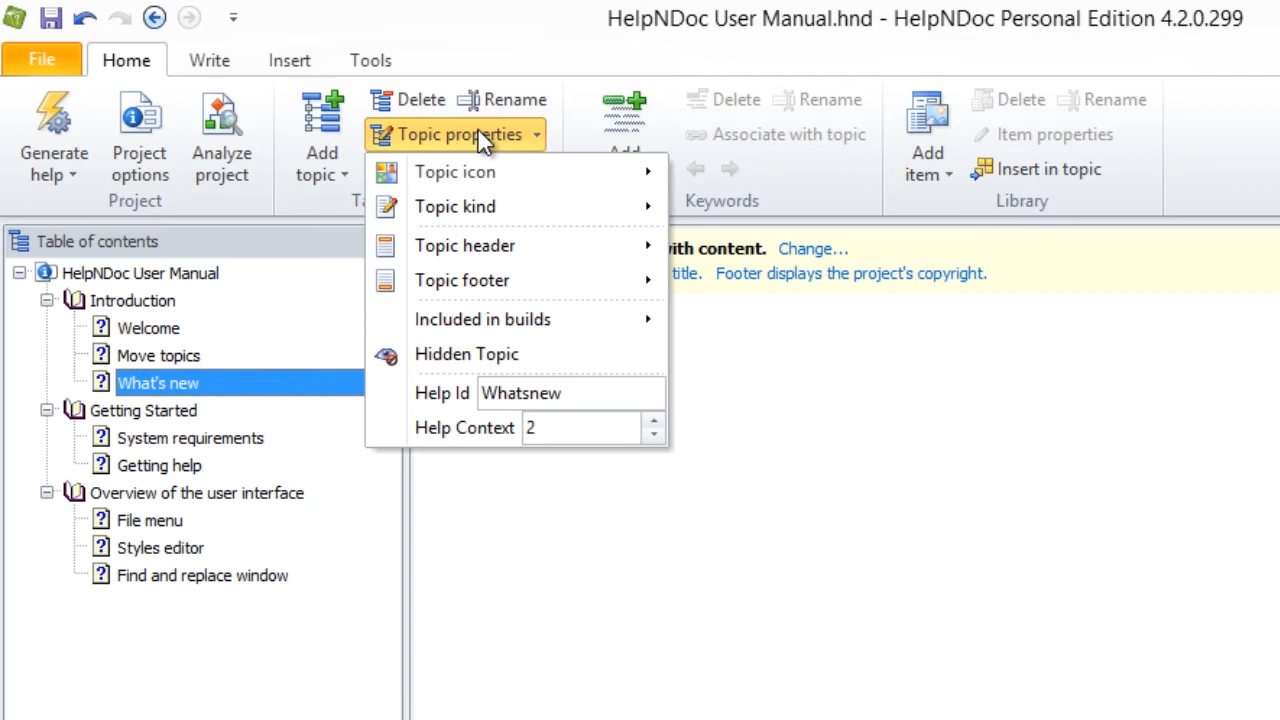 HelpNDoc User Manual.hnd - HelpNDoc Personal Edition 4.2.0.299
File Home Write Insert Tools
Generate help
Project options
Analyze project
Project
Add topic
Delete Rename
Topic properties
Add
Delete Rename
Associate with topic
Keywords
Add item
Delete Rename
Item properties
Insert in topic
Library
Topic icon
Topic kind
Topic header
Topic footer
Included in builds
Hidden Topic
Help Id Whatsnew
Help Context 2
with content. Change...
title. Footer displays the project's copyright.
Table of contents
HelpNDoc User Manual
Introduction
Welcome
Move topics
What's new
Getting Started
System requirements
Getting help
Overview of the user interface
File menu
Styles editor
Find and replace window